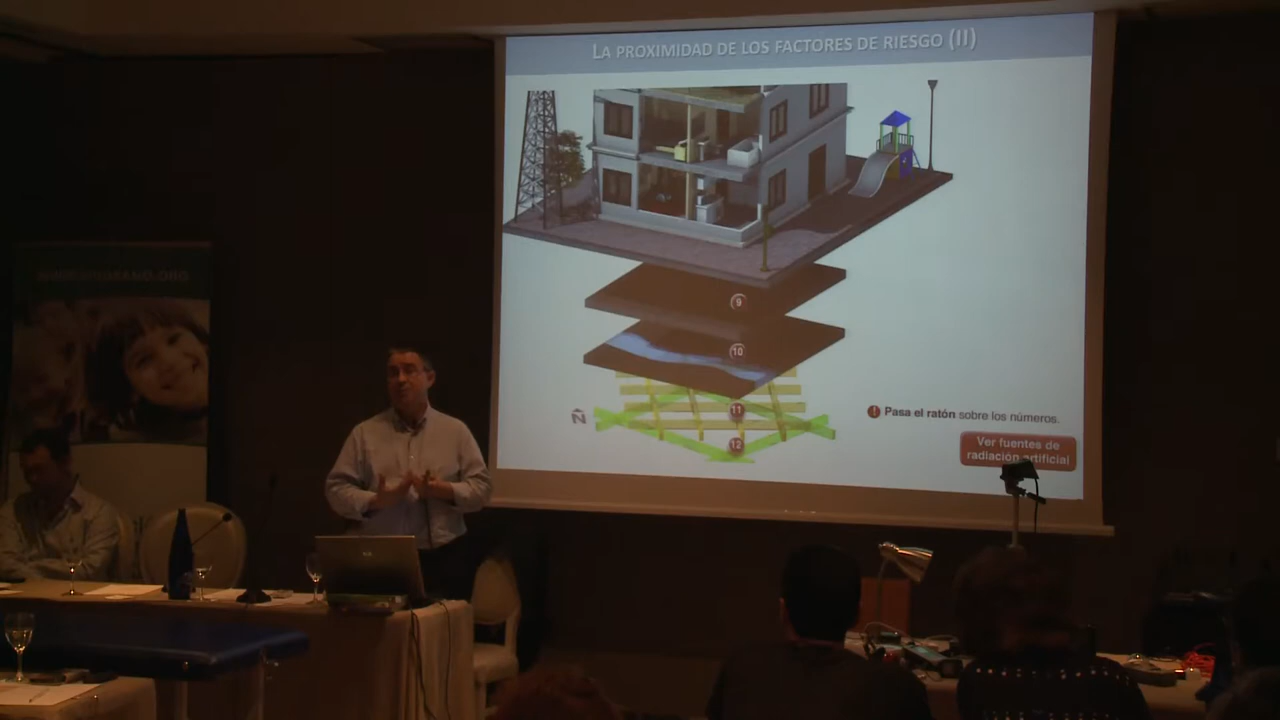 LA PROXIMIDAD DE LOS FACTORES DE RIESGO (II)
9
10
11
12
N
! Pasa el ratón sobre los números.
Ver fuentes de
radiación artificial